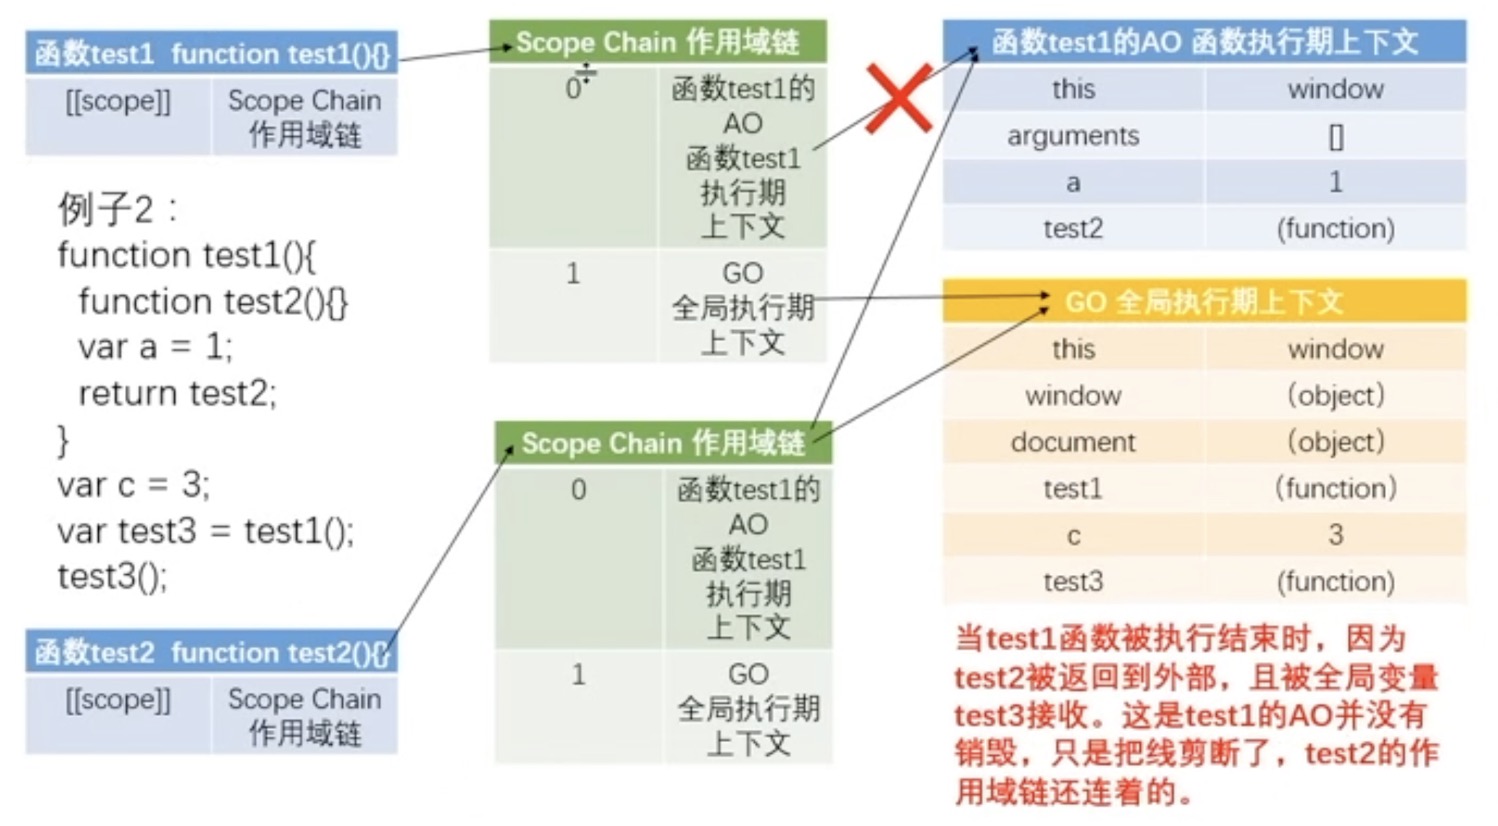 函数test1 function test1(){}
[[scope]]
Scope Chain
作用域链
例子2：
function test1(){
function test2(){}
var a = 1;
return test2;
}
var c = 3;
var test3 = test1();
test3();
函数test2 function test2(){}
[[scope]]
Scope Chain
作用域链
Scope Chain 作用域链
0
函数test1的
AO
函数test1
执行期
上下文
1
GO
全局执行期
上下文
Scope Chain 作用域链
0
函数test1的
AO
函数test1
执行期
上下文
1
GO
全局执行期
上下文
函数test1的AO 函数执行期上下文
this window
arguments []
a 1
test2 (function)
GO 全局执行期上下文
this window
window （object）
document （object）
test1 （function）
c 3
test3 (function)
当test1函数被执行结束时，因为
test2被返回到外部，且被全局变量
test3接收。这是test1的AO并没有
销毁，只是把线剪断了，test2的作
用域链还连着的。